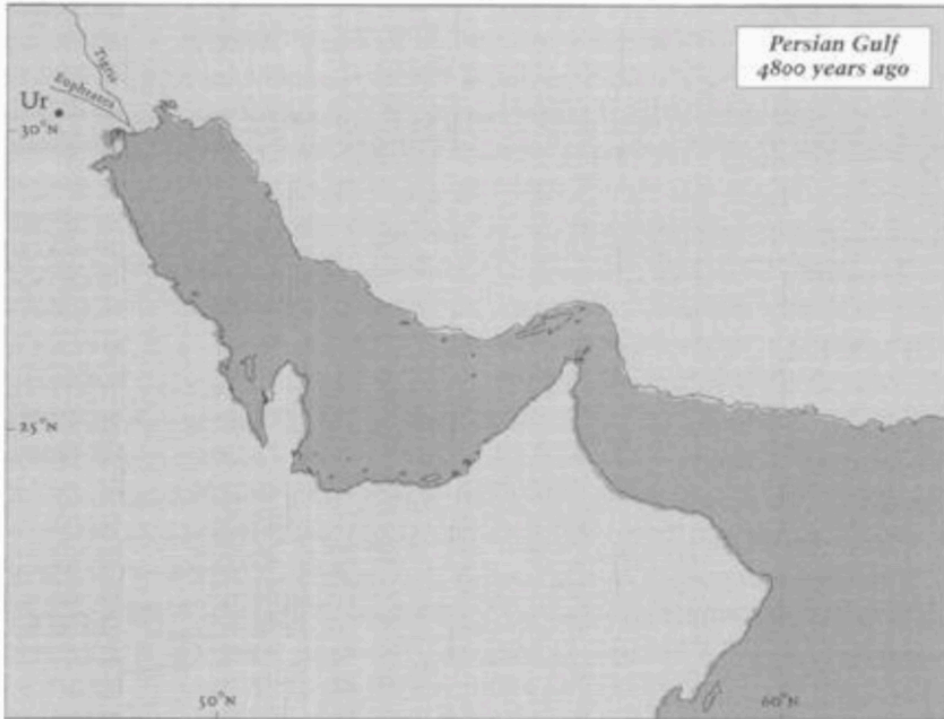 Persian Gulf
4800 years ago
Tigris
Euphrates
Ur
30°N
25°N
50°N
60°N